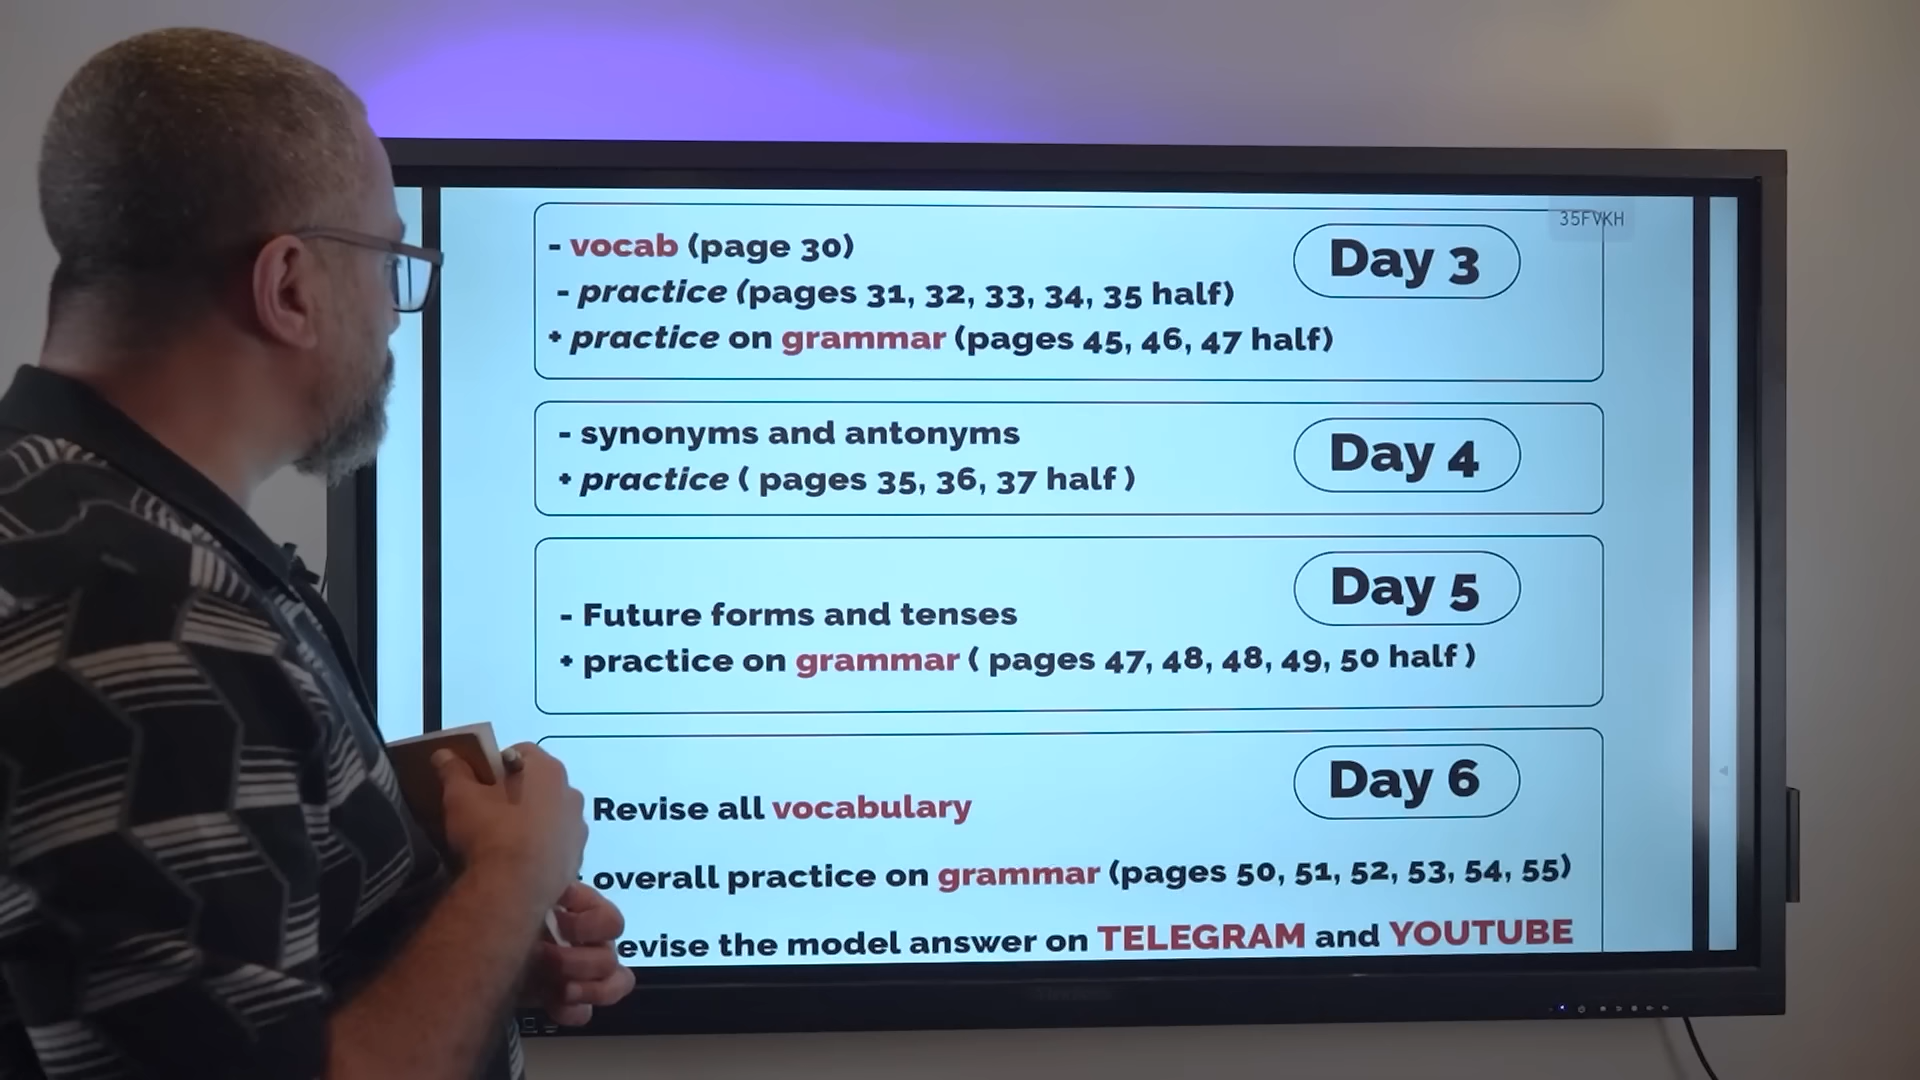 35FVKH
- vocab (page 30)
Day 3
- practice (pages 31, 32, 33, 34, 35 half)
+ practice on grammar (pages 45, 46, 47 half)
- synonyms and antonyms
Day 4
+ practice ( pages 35, 36, 37 half )
Day 5
- Future forms and tenses
+ practice on grammar ( pages 47, 48, 48, 49, 50 half )
Day 6
Revise all vocabulary
overall practice on grammar (pages 50, 51, 52, 53, 54, 55)
evise the model answer on TELEGRAM and YOUTUBE